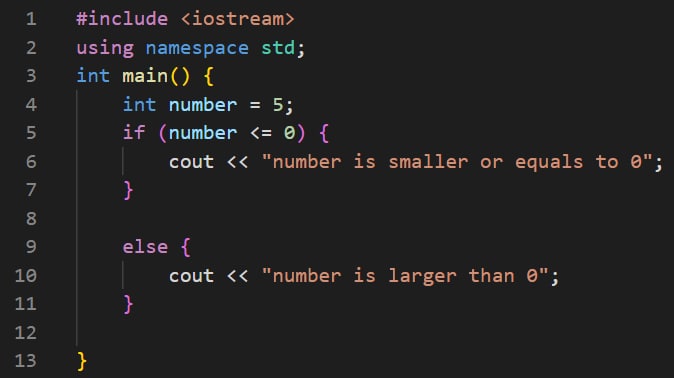 1 #include <iostream>
2 using namespace std;
3 int main() {
4 int number = 5;
5 if (number <= 0) {
6 cout << "number is smaller or equals to 0";
7 }
8
9 else {
10 cout << "number is larger than 0";
11 }
12
13 }